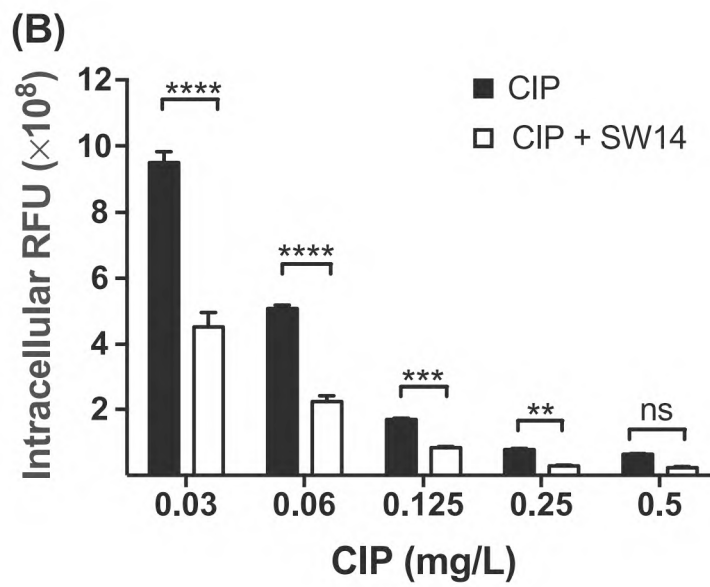 (B)
Intracellular RFU (×10⁸)
12
10
8
6
4
2
****
****
***
**
ns
CIP
CIP + SW14
0.03 0.06 0.125 0.25 0.5
CIP (mg/L)